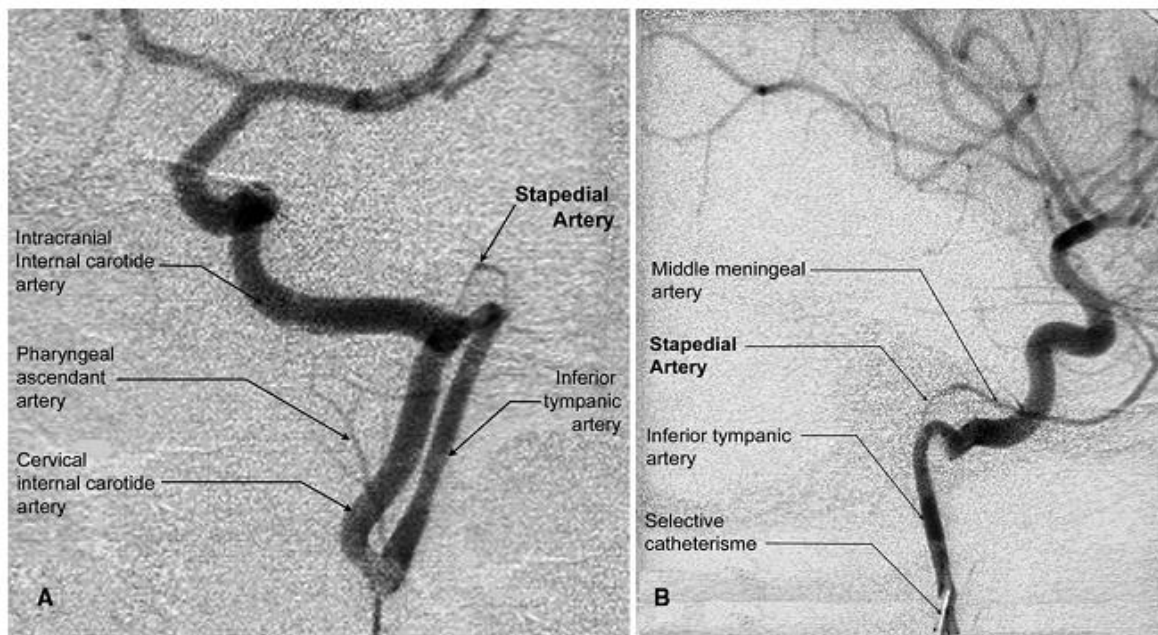 Stapedial
Artery
Intracranial
Internal carotide
artery
Pharyngeal
ascendant
artery
Inferior
tympanic
artery
Cervical
internal carotide
artery
A
Middle meningeal
artery
Stapedial
Artery
Inferior tympanic
artery
Selective
catheterisme
B